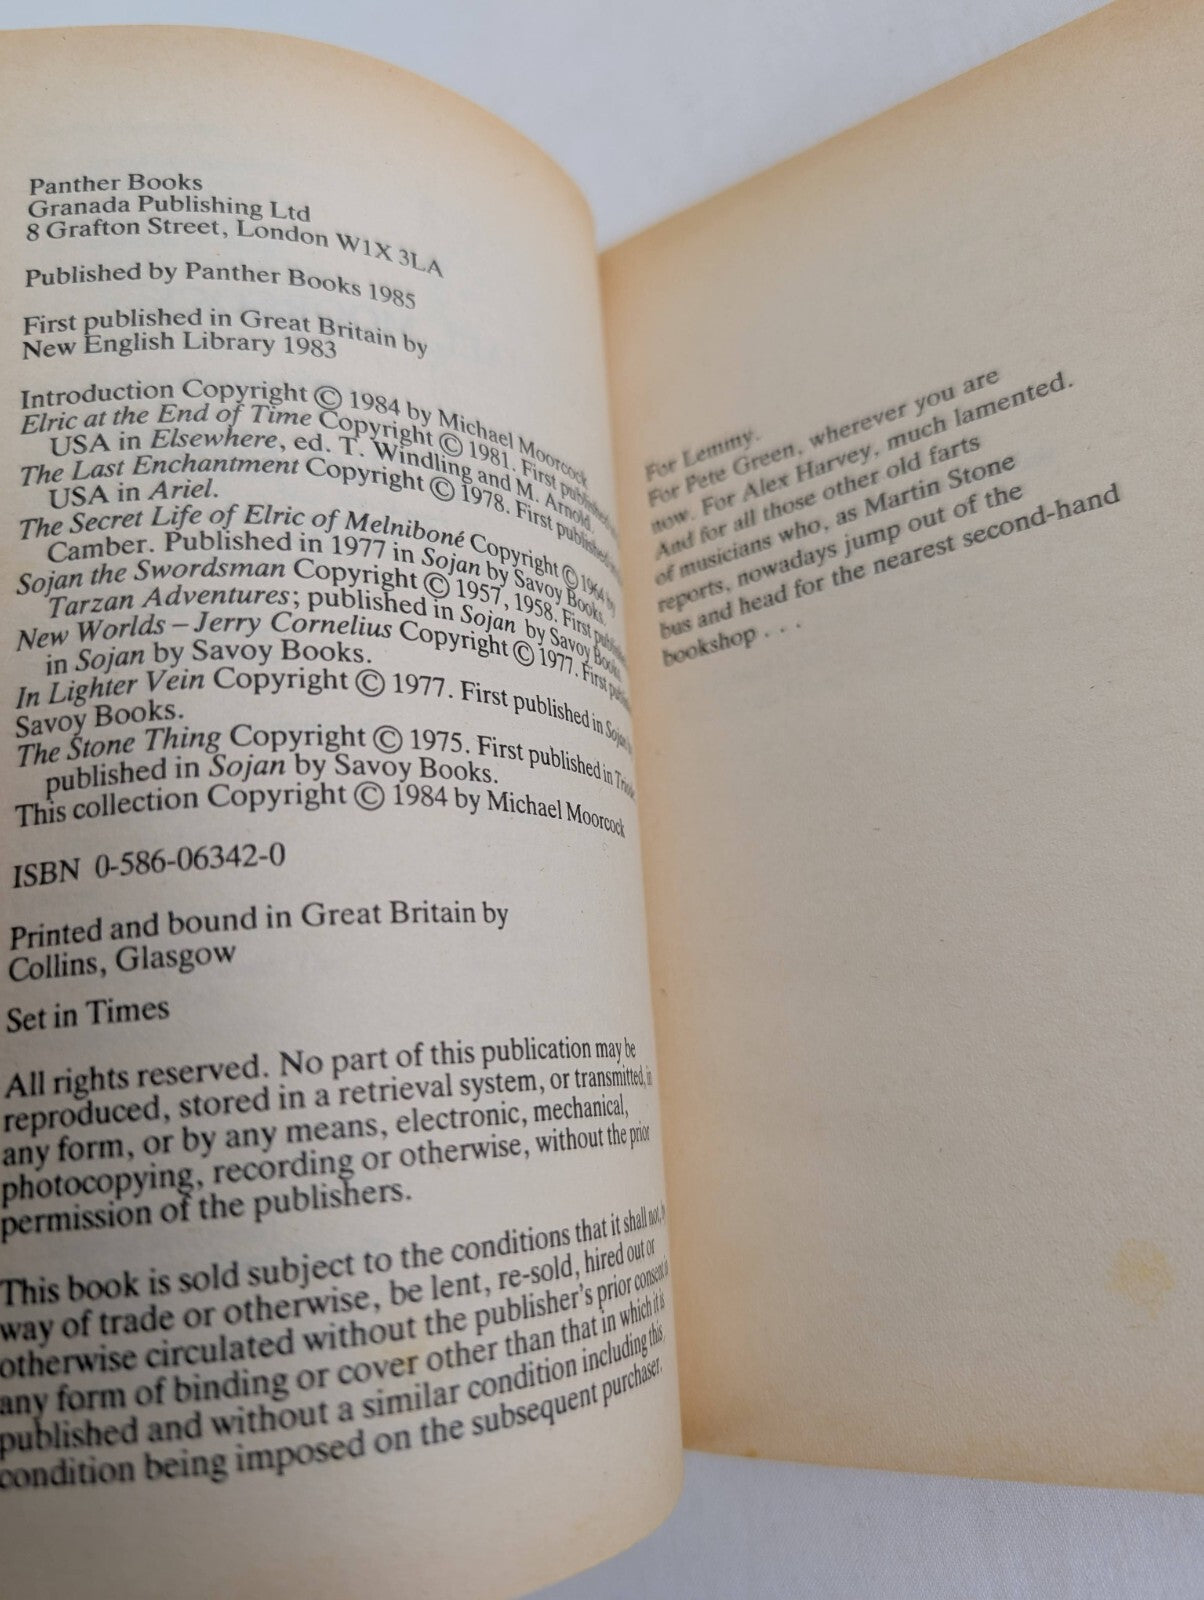 Panther Books
Granada Publishing Ltd
8 Grafton Street, London W1X 3LA
Published by Panther Books 1985
First published in Great Britain by
New English Library 1983
Introduction Copyright © 1984 by Michael Moorcock
Elric at the End of Time Copyright © 1981. First published
USA in Elsewhere, ed. T. Windling and M. Arnold.
The Last Enchantment Copyright © 1978. First published
USA in Ariel.
The Secret Life of Elric of Melniboné Copyright © 1964 by
Camber. Published in 1977 in Sojan by Savoy Books.
Sojan the Swordsman Copyright © 1957, 1958. First published
Tarzan Adventures; published in Sojan by Savoy Books.
New Worlds – Jerry Cornelius Copyright © 1977. First
in Sojan by Savoy Books.
In Lighter Vein Copyright © 1977. First published in Sojan
Savoy Books.
The Stone Thing Copyright © 1975. First published in
published in Sojan by Savoy Books.
This collection Copyright © 1984 by Michael Moorcock
ISBN 0-586-06342-0
Printed and bound in Great Britain by
Collins, Glasgow
Set in Times
All rights reserved. No part of this publication may be
reproduced, stored in a retrieval system, or transmitted, in
any form, or by any means, electronic, mechanical,
photocopying, recording or otherwise, without the prior
permission of the publishers.
This book is sold subject to the conditions that it shall not,
way of trade or otherwise, be lent, re-sold, hired out or
otherwise circulated without the publisher's prior consent
any form of binding or cover other than that in which it is
published and without a similar condition including this
condition being imposed on the subsequent purchaser.
For Lemmy.
For Pete Green, wherever you are
now. For Alex Harvey, much lamented.
And for all those other old farts
of musicians who, as Martin Stone
reports, nowadays jump out of the
bus and head for the nearest second-hand
bookshop . . .